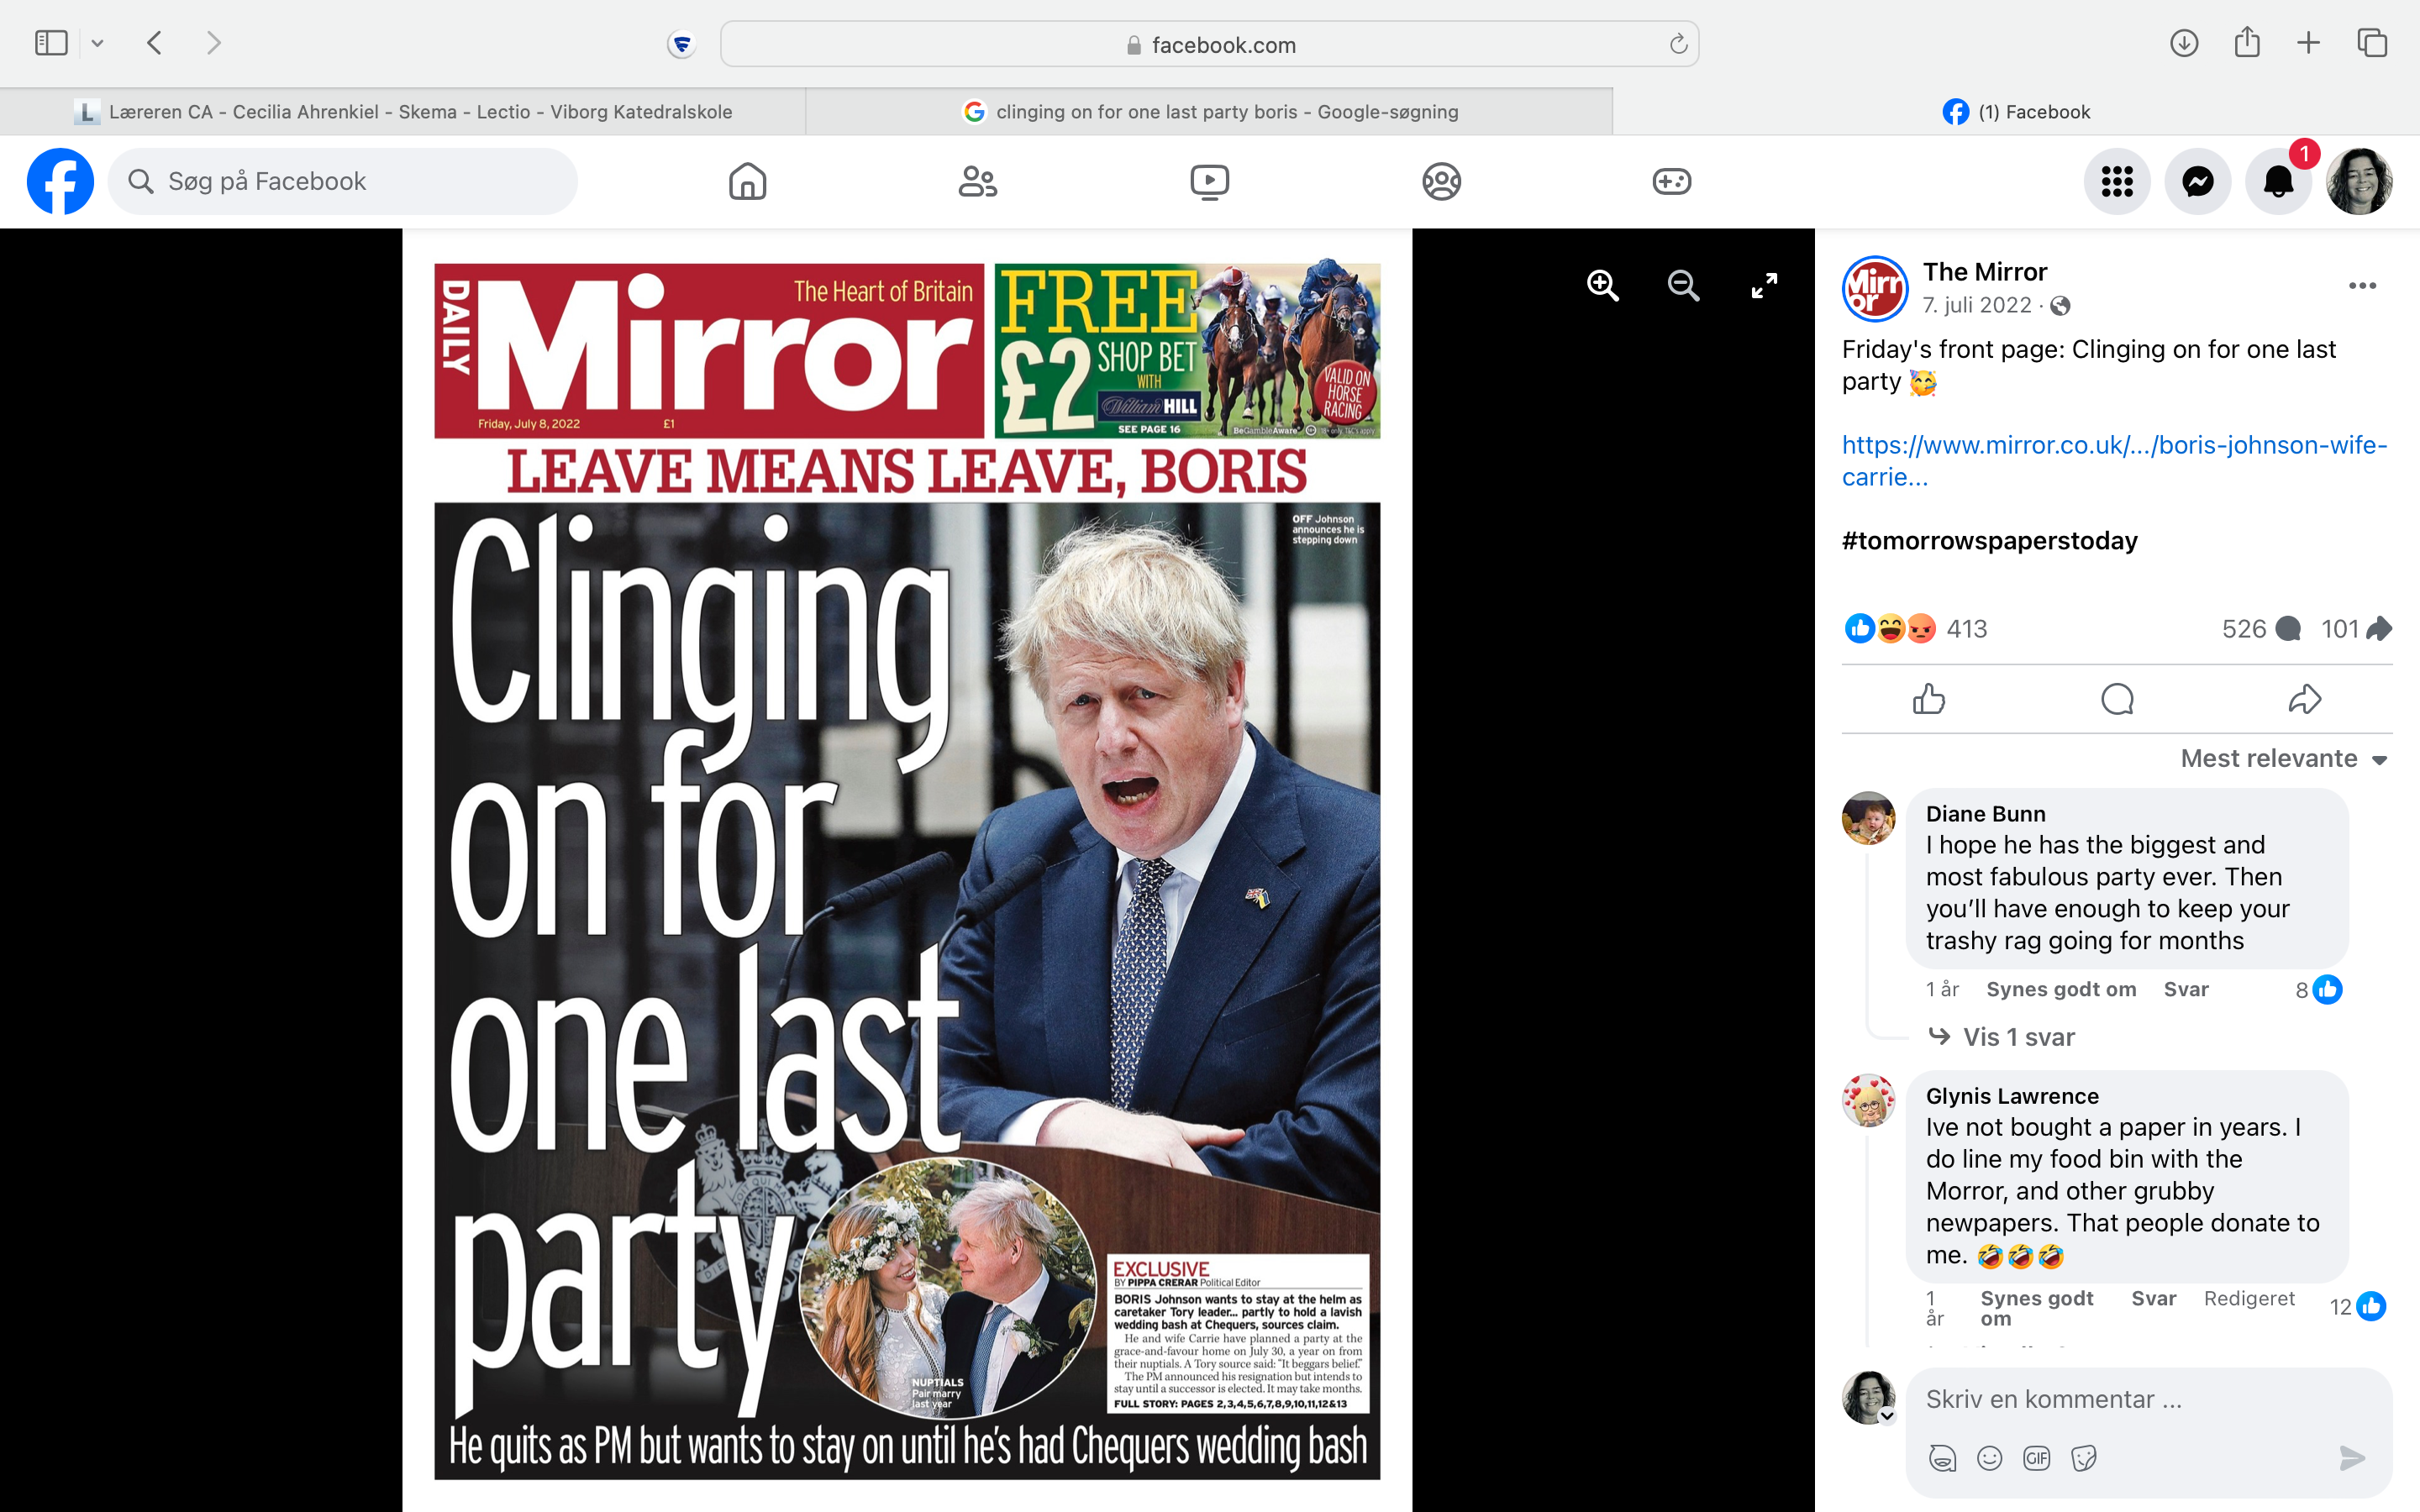 facebook.com
Læreren CA - Cecilia Ahrenkiel - Skema - Lectio - Viborg Katedralskole
clinging on for one last party boris - Google-søgning
(1) Facebook
Søg på Facebook
1
DAILY
Mirror
The Heart of Britain
Friday, July 8, 2022
£1
FREE
£2
SHOP BET
WITH
William HILL
SEE PAGE 16
VALID ON
HORSE
RACING
BeGambleAware
LEAVE MEANS LEAVE, BORIS
OFF Johnson
announces he is
stepping down
Clinging
on for
one last
party
NUPTIALS
Pair marry
last year
EXCLUSIVE
BY PIPPA CRERAR Political Editor
BORIS Johnson wants to stay at the helm as
caretaker Tory leader... partly to hold a lavish
wedding bash at Chequers, sources claim.
He and wife Carrie have planned a party at the
grace-and-favour home on July 30, a year on from
their nuptials. A Tory source said: "It beggars belief."
The PM announced his resignation but intends to
stay until a successor is elected. It may take months.
FULL STORY: PAGES 2,3,4,5,6,7,8,9,10,11,12&13
He quits as PM but wants to stay on until he's had Chequers wedding bash
The Mirror
7. juli 2022 ·
Friday's front page: Clinging on for one last
party 🥳
https://www.mirror.co.uk/.../boris-johnson-wife-
carrie...
#tomorrowspaperstoday
413
526
101
Mest relevante
Diane Bunn
I hope he has the biggest and
most fabulous party ever. Then
you’ll have enough to keep your
trashy rag going for months
1 år Synes godt om Svar 8
Vis 1 svar
Glynis Lawrence
Ive not bought a paper in years. I
do line my food bin with the
Morror, and other grubby
newpapers. That people donate to
me. 🤣🤣🤣
1 år Synes godt om Svar Redigeret 12
Skriv en kommentar ...
GIF